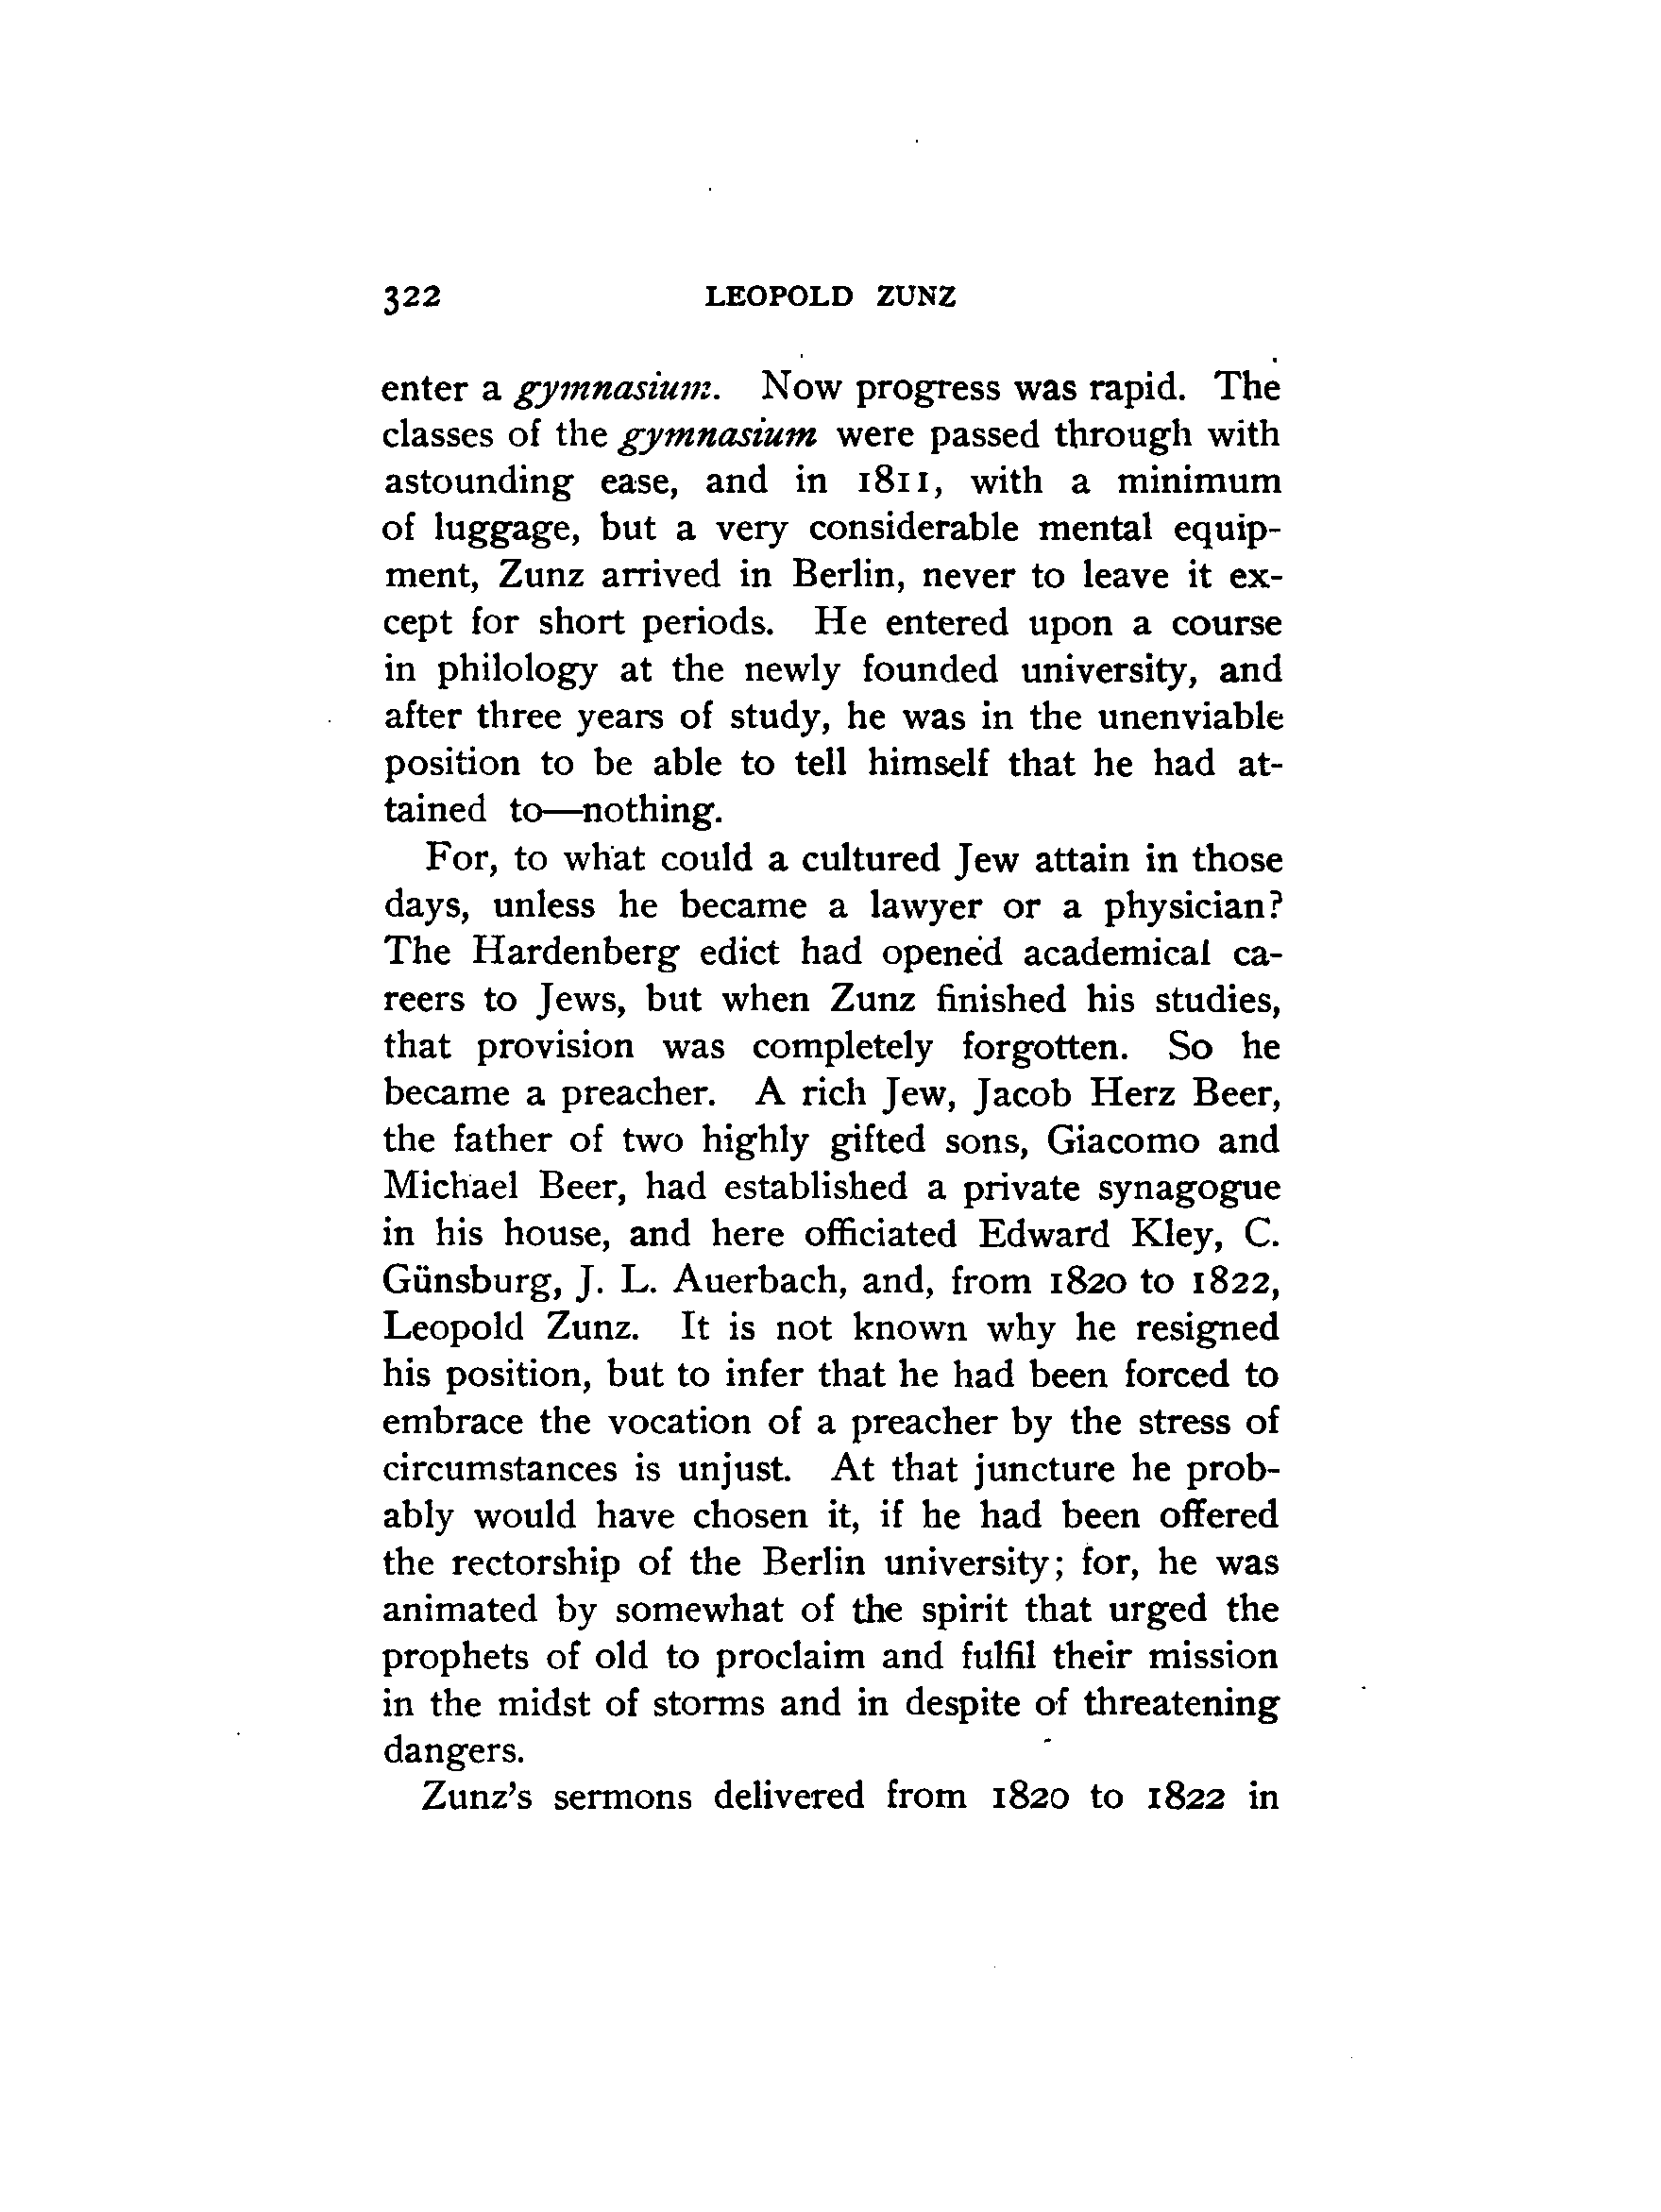 322 LEOPOLD ZUNZ
enter a gymnasium. Now progress was rapid. The
classes of the gymnasium were passed through with
astounding ease, and in 1811, with a minimum
of luggage, but a very considerable mental equip-
ment, Zunz arrived in Berlin, never to leave it ex-
cept for short periods. He entered upon a course
in philology at the newly founded university, and
after three years of study, he was in the unenviable
position to be able to tell himself that he had at-
tained to—nothing.
For, to what could a cultured Jew attain in those
days, unless he became a lawyer or a physician?
The Hardenberg edict had opened academical ca-
reers to Jews, but when Zunz finished his studies,
that provision was completely forgotten. So he
became a preacher. A rich Jew, Jacob Herz Beer,
the father of two highly gifted sons, Giacomo and
Michael Beer, had established a private synagogue
in his house, and here officiated Edward Kley, C.
Günsburg, J. L. Auerbach, and, from 1820 to 1822,
Leopold Zunz. It is not known why he resigned
his position, but to infer that he had been forced to
embrace the vocation of a preacher by the stress of
circumstances is unjust. At that juncture he prob-
ably would have chosen it, if he had been offered
the rectorship of the Berlin university; for, he was
animated by somewhat of the spirit that urged the
prophets of old to proclaim and fulfil their mission
in the midst of storms and in despite of threatening
dangers.
Zunz's sermons delivered from 1820 to 1822 in